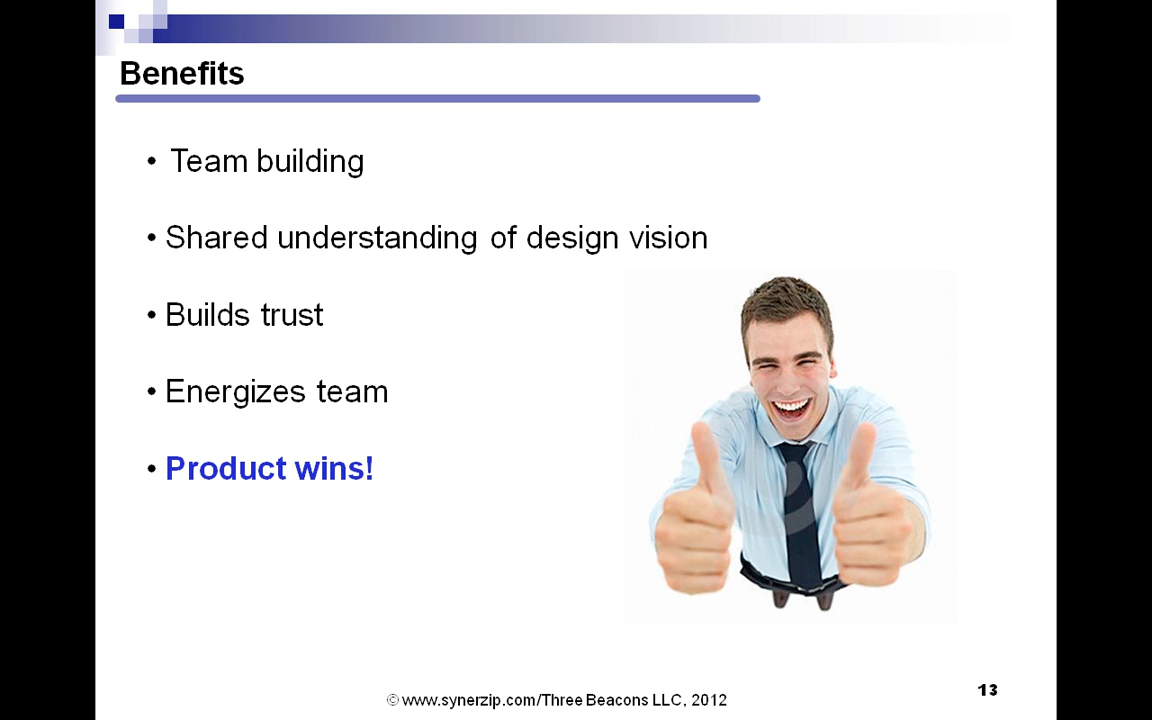 Benefits
• Team building
• Shared understanding of design vision
• Builds trust
• Energizes team
• Product wins!
© www.synerzip.com/Three Beacons LLC, 2012
13